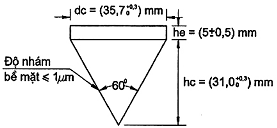 dc = (35,7₀⁺⁰,³) mm
he = (5±0,5) mm
Độ nhám
bề mặt ≤ 1μm
60⁰
hc = (31,0₀⁺⁰,³) mm